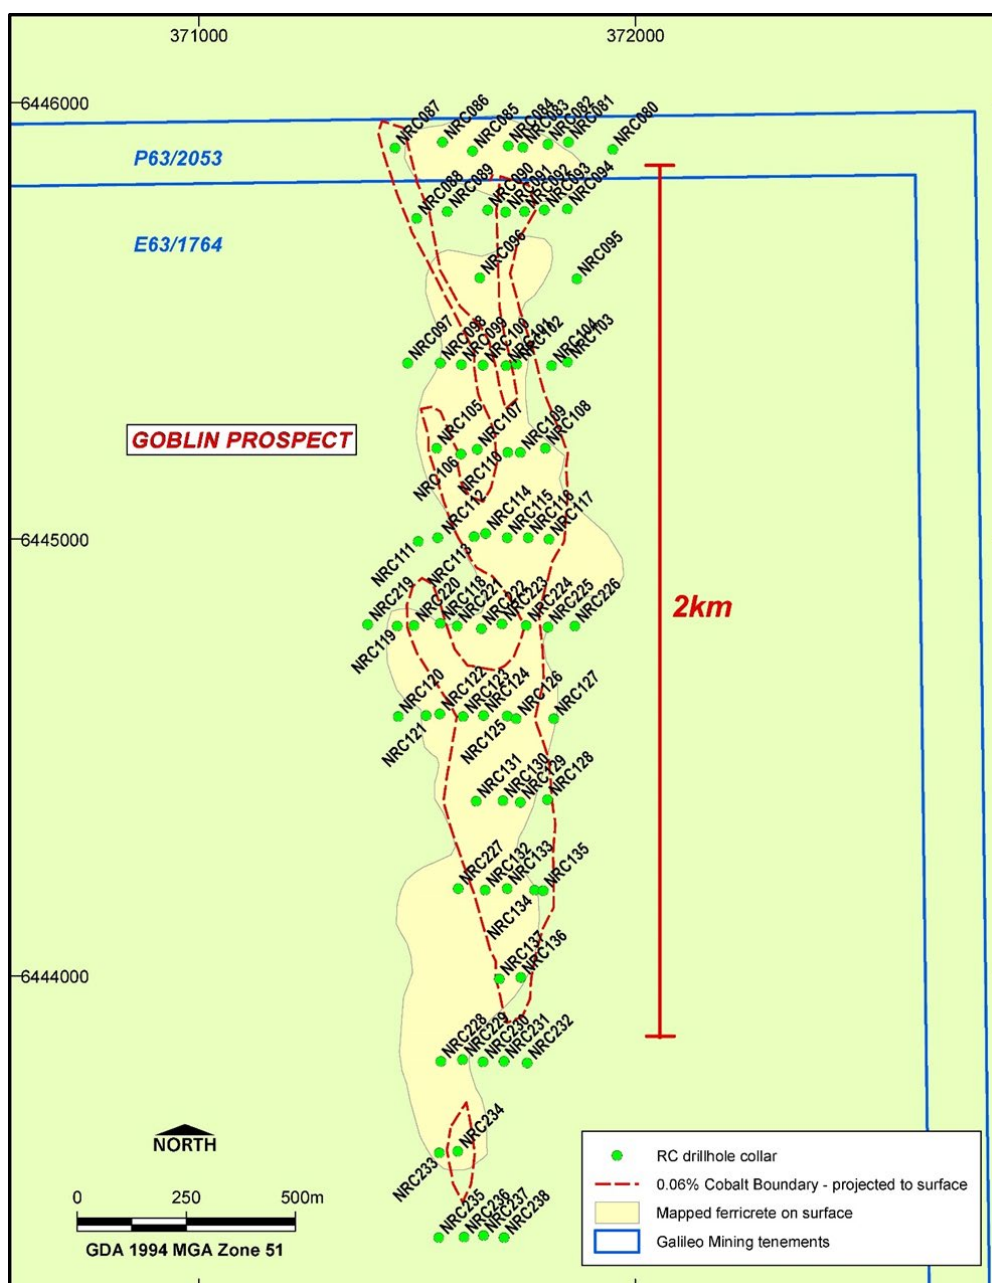 371000
372000
6446000
NRC087
NRC086
NRC085
NRC084
NRC083
NRC082
NRC081
NRC080
P63/2053
NRC088
NRC089
NRC090
NRC091
NRC092
NRC093
NRC094
E63/1764
NRC096
NRC095
NRC097
NRC098
NRC099
NRC100
NRC101
NRC102
NRC104
NRC103
GOBLIN PROSPECT
NRC105
NRC106
NRC107
NRC110
NRC109
NRC108
6445000
NRC111
NRC112
NRC113
NRC114
NRC115
NRC116
NRC117
2km
NRC219
NRC119
NRC220
NRC118
NRC221
NRC222
NRC223
NRC224
NRC225
NRC226
NRC120
NRC121
NRC122
NRC123
NRC124
NRC125
NRC126
NRC127
NRC131
NRC130
NRC129
NRC128
NRC227
NRC132
NRC133
NRC134
NRC135
6444000
NRC137
NRC136
NRC228
NRC229
NRC230
NRC231
NRC232
NRC233
NRC234
NRC235
NRC236
NRC237
NRC238
NORTH
0 250 500m
GDA 1994 MGA Zone 51
RC drillhole collar
0.06% Cobalt Boundary - projected to surface
Mapped ferricrete on surface
Galileo Mining tenements